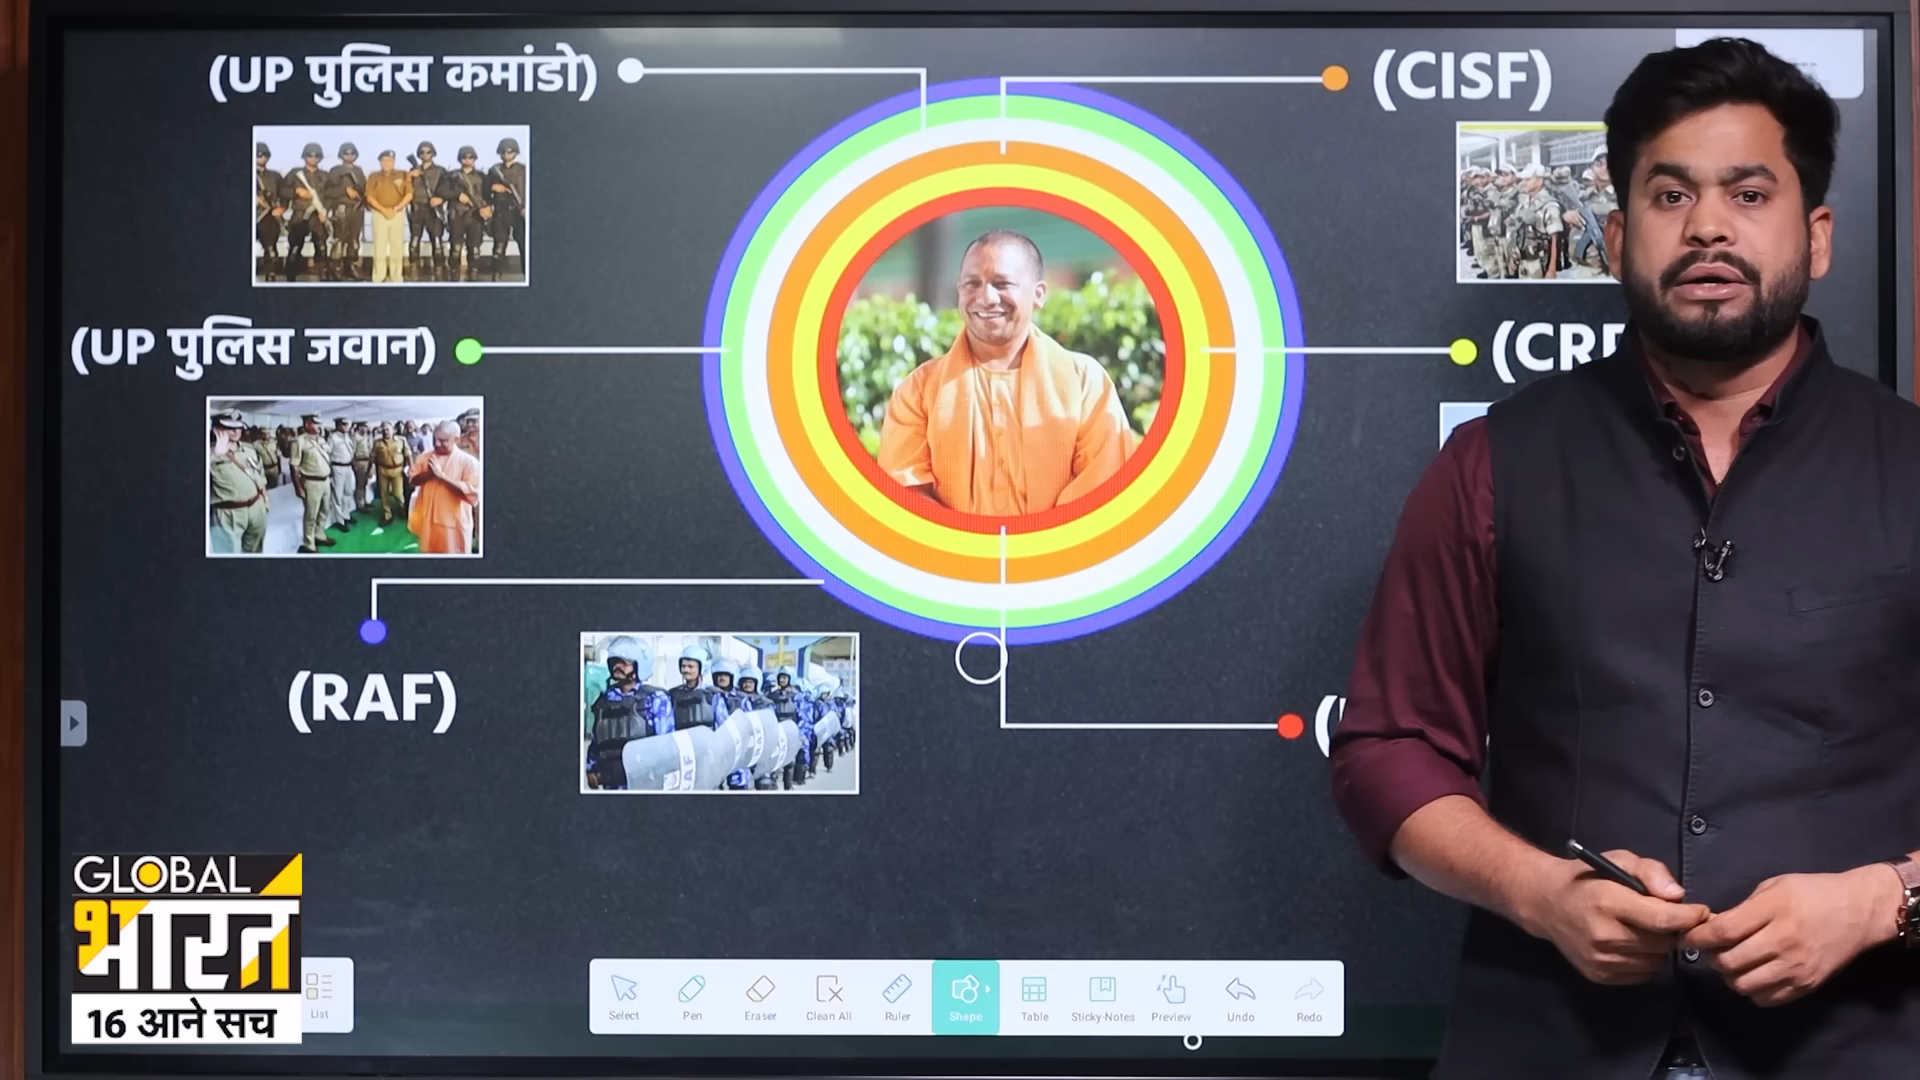 (UP पुलिस कमांडो)
(CISF)
(UP पुलिस जवान)
(RAF)
RAF
GLOBAL
भारत
16 आने सच
List
Select
Pen
Eraser
Clean All
Ruler
Shape
Table
Sticky-Notes
Preview
Undo
Redo